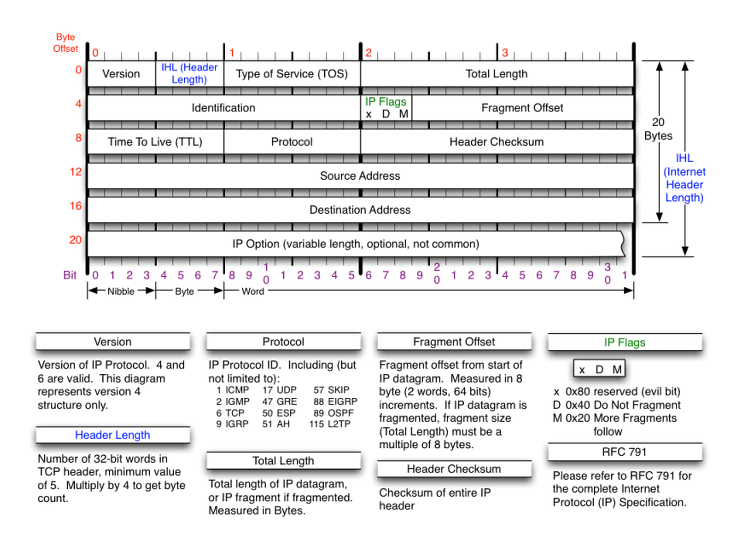 Byte
Offset
0 1 2 3
0 Version IHL (Header Length) Type of Service (TOS) Total Length
4 Identification IP Flags x D M Fragment Offset
8 Time To Live (TTL) Protocol Header Checksum
12 Source Address
16 Destination Address
20 IP Option (variable length, optional, not common)
20 Bytes
IHL
(Internet
Header
Length)
Bit 0 1 2 3 4 5 6 7 8 9 10 1 2 3 4 5 6 7 8 9 20 1 2 3 4 5 6 7 8 9 30 1
Nibble Byte Word
Version
Version of IP Protocol. 4 and
6 are valid. This diagram
represents version 4
structure only.
Header Length
Number of 32-bit words in
TCP header, minimum value
of 5. Multiply by 4 to get byte
count.
Protocol
IP Protocol ID. Including (but
not limited to):
1 ICMP 17 UDP 57 SKIP
2 IGMP 47 GRE 88 EIGRP
6 TCP 50 ESP 89 OSPF
9 IGRP 51 AH 115 L2TP
Total Length
Total length of IP datagram,
or IP fragment if fragmented.
Measured in Bytes.
Fragment Offset
Fragment offset from start of
IP datagram. Measured in 8
byte (2 words, 64 bits)
increments. If IP datagram is
fragmented, fragment size
(Total Length) must be a
multiple of 8 bytes.
Header Checksum
Checksum of entire IP
header
IP Flags
x D M
x 0x80 reserved (evil bit)
D 0x40 Do Not Fragment
M 0x20 More Fragments
follow
RFC 791
Please refer to RFC 791 for
the complete Internet
Protocol (IP) Specification.